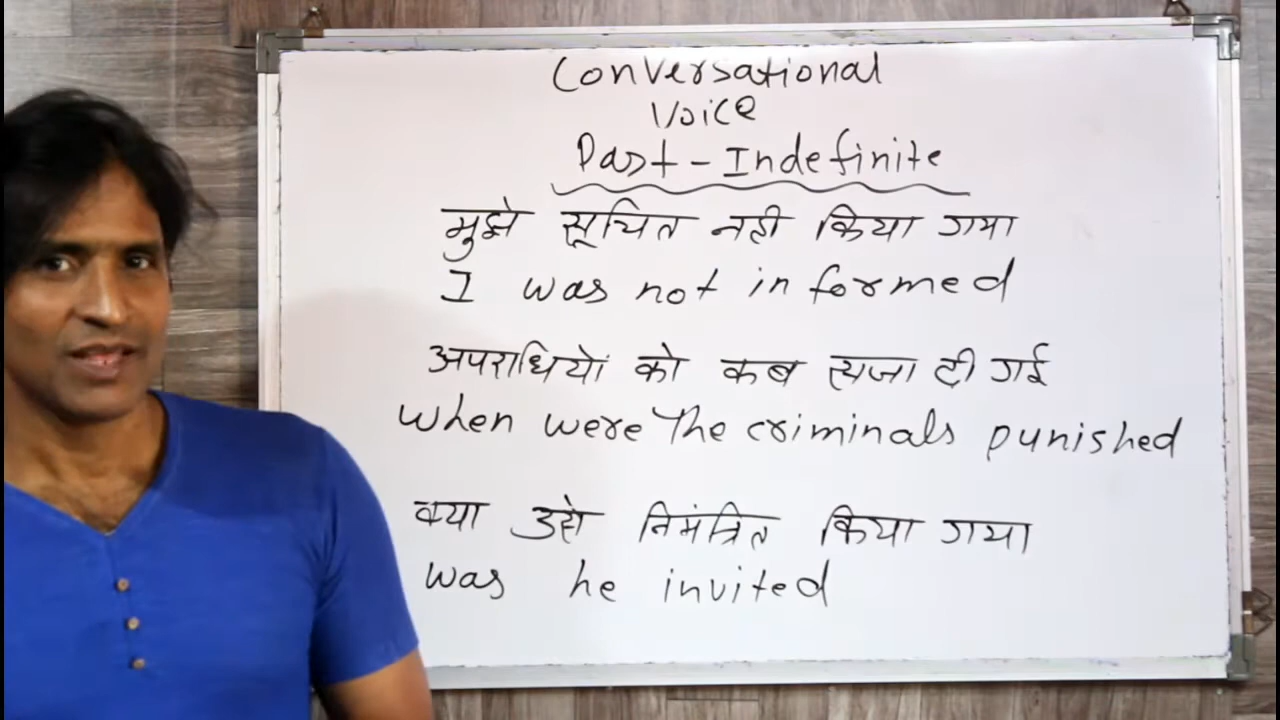 Conversational
Voice
Past-Indefinite
मुझे सूचित नही किया गया
I was not informed
अपराधियों को कब सजा दी गई
When were The criminals punished
क्या उसे निमंत्रित किया गया
was he invited